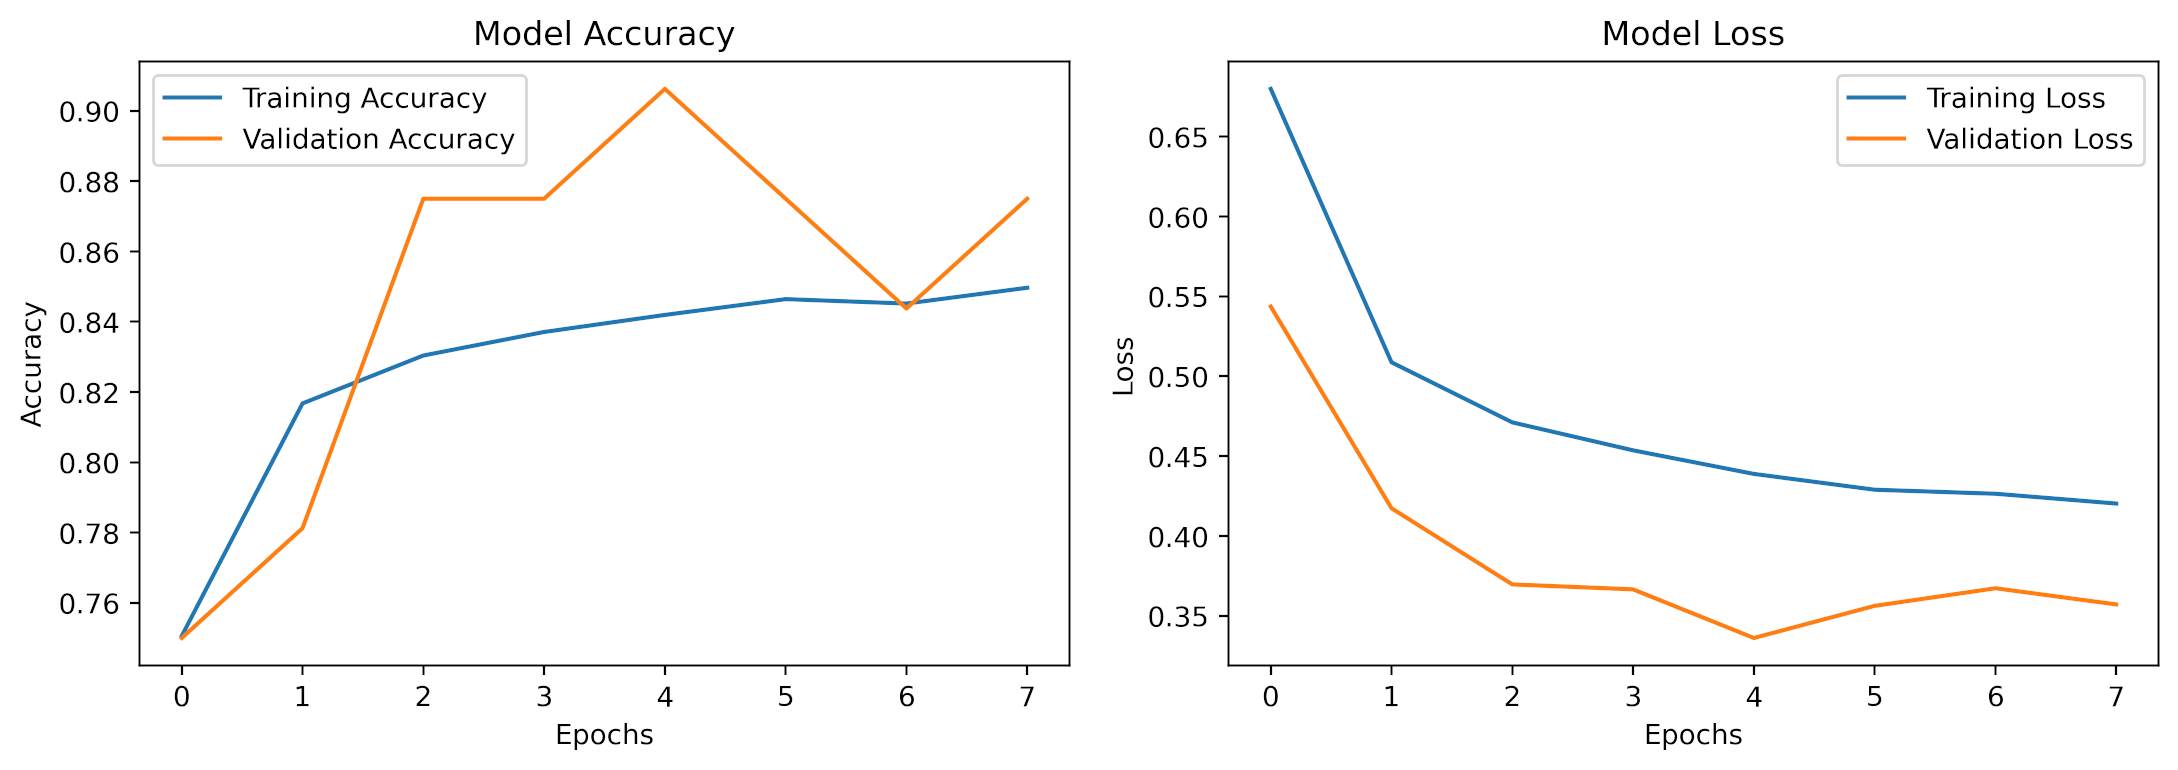 Model Accuracy
Training Accuracy
Validation Accuracy
0.90
0.88
0.86
0.84
0.82
0.80
0.78
0.76
Accuracy
0 1 2 3 4 5 6 7
Epochs
Model Loss
Training Loss
Validation Loss
0.65
0.60
0.55
0.50
0.45
0.40
0.35
Loss
0 1 2 3 4 5 6 7
Epochs